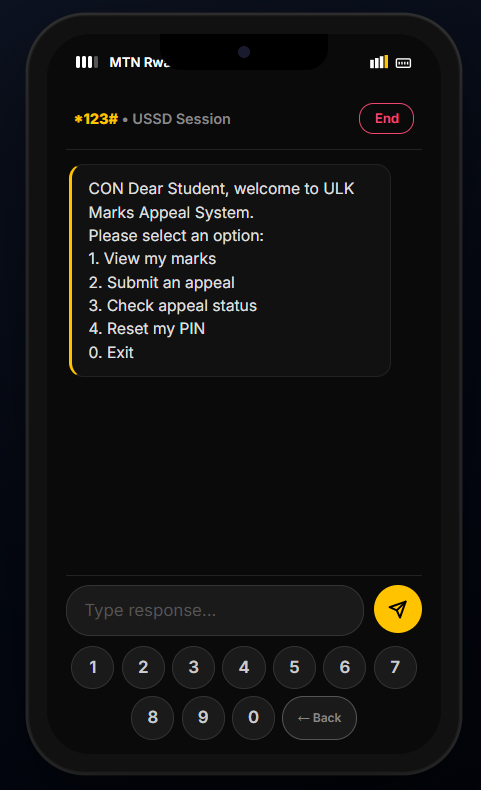 MTN
*123# • USSD Session
End
CON Dear Student, welcome to ULK
Marks Appeal System.
Please select an option:
1. View my marks
2. Submit an appeal
3. Check appeal status
4. Reset my PIN
0. Exit
Type response...
1 2 3 4 5 6 7
8 9 0 ← Back